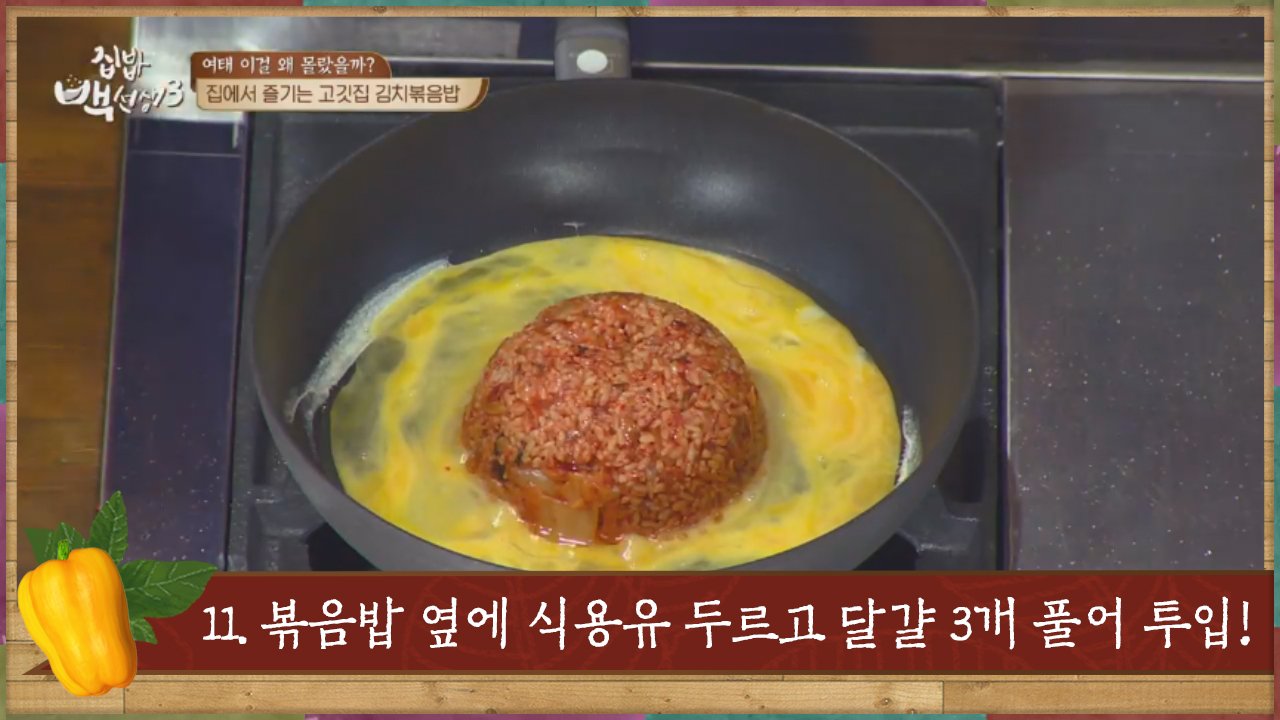 집밥
백선생3
여태 이걸 왜 몰랐을까?
집에서 즐기는 고깃집 김치볶음밥
11. 볶음밥 옆에 식용유 두르고 달걀 3개 풀어 투입!